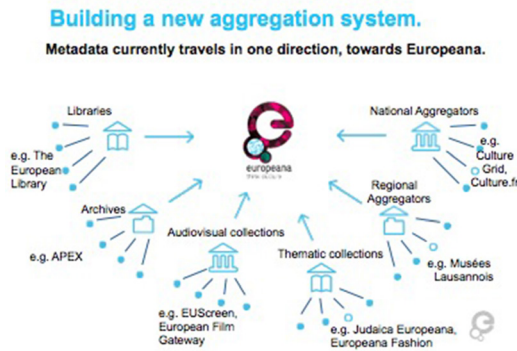 Building a new aggregation system.
Metadata currently travels in one direction, towards Europeana.
Libraries
e.g. The
European
Library
europeana
National Aggregators
e.g.
Culture
Grid,
Culture.fr
Archives
e.g. APEX
Audiovisual collections
e.g. EUScreen,
European Film
Gateway
Thematic collections
e.g. Judaica Europeana,
Europeana Fashion
Regional
Aggregators
e.g. Musées
Lausannois